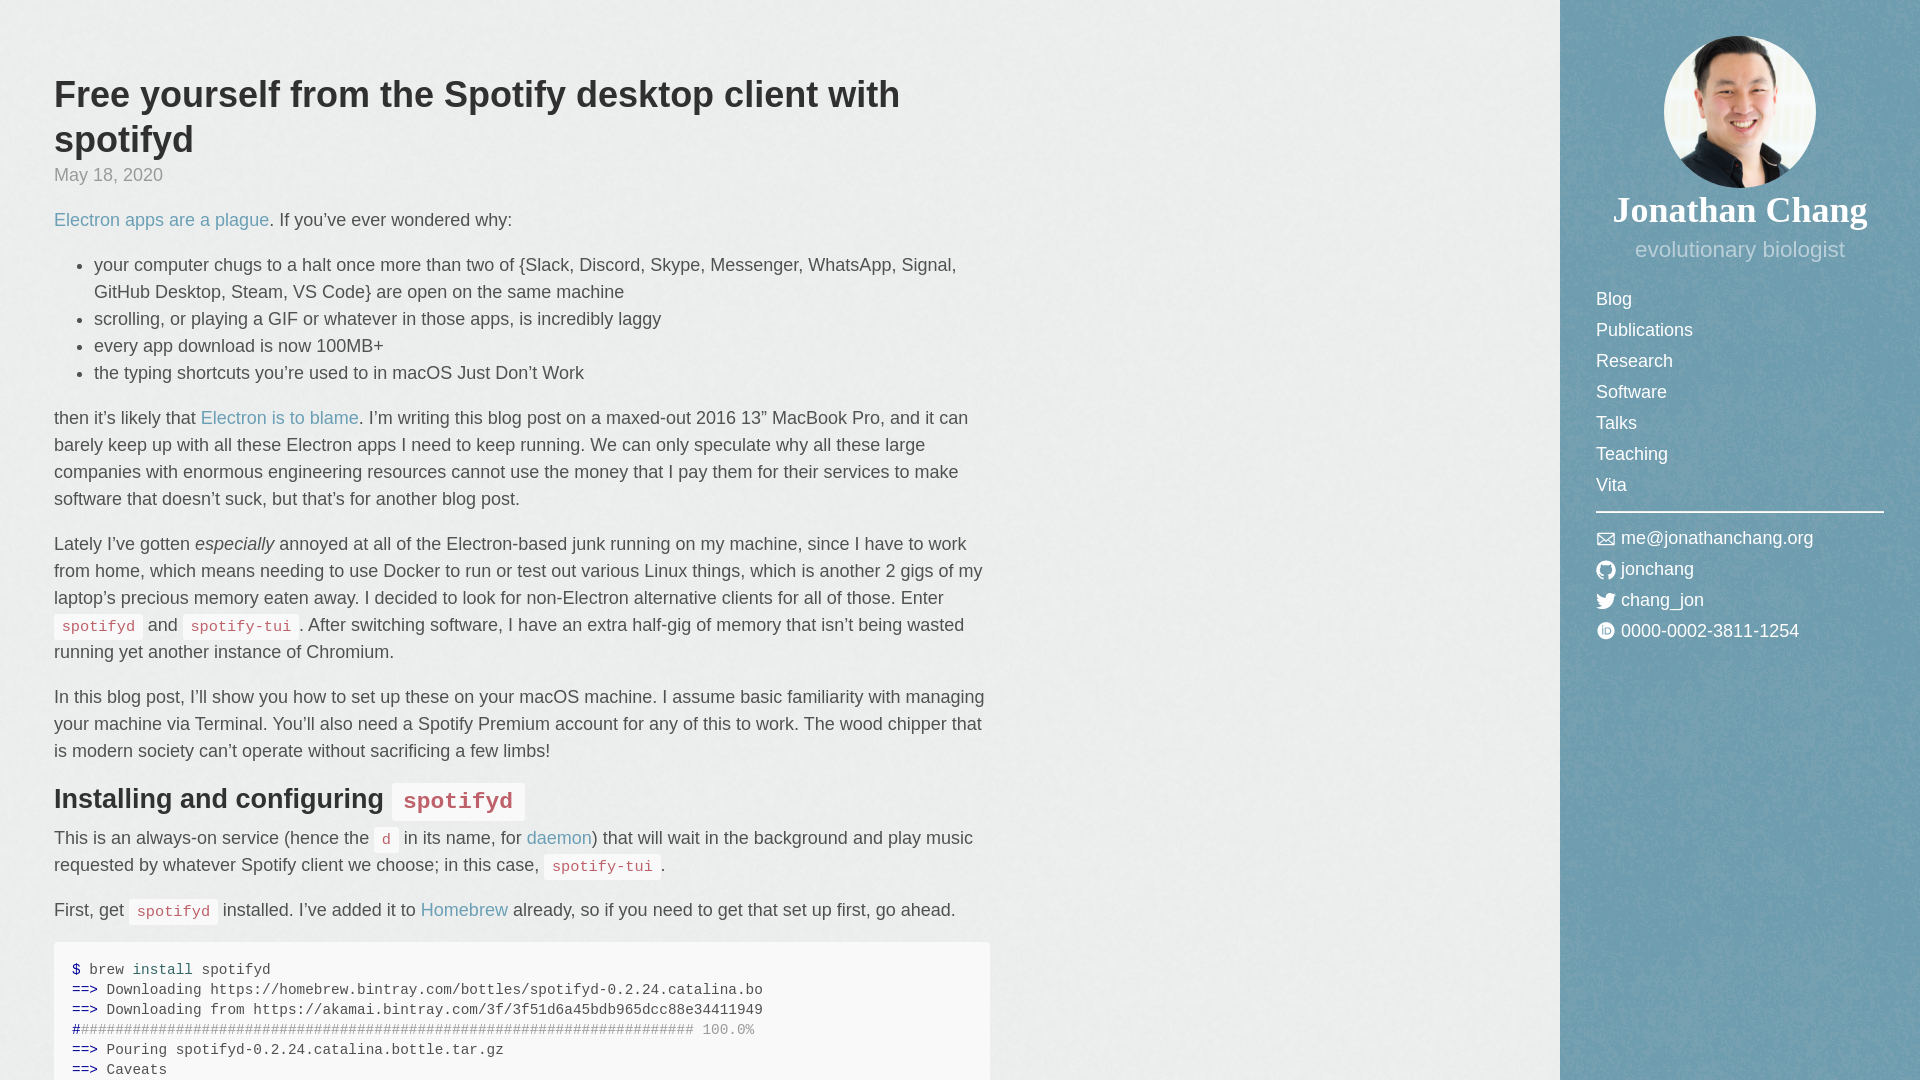 Free yourself from the Spotify desktop client with
spotifyd
May 18, 2020
Electron apps are a plague. If you’ve ever wondered why:
• your computer chugs to a halt once more than two of {Slack, Discord, Skype, Messenger, WhatsApp, Signal,
GitHub Desktop, Steam, VS Code} are open on the same machine
• scrolling, or playing a GIF or whatever in those apps, is incredibly laggy
• every app download is now 100MB+
• the typing shortcuts you’re used to in macOS Just Don’t Work
then it’s likely that Electron is to blame. I’m writing this blog post on a maxed-out 2016 13” MacBook Pro, and it can
barely keep up with all these Electron apps I need to keep running. We can only speculate why all these large
companies with enormous engineering resources cannot use the money that I pay them for their services to make
software that doesn’t suck, but that’s for another blog post.
Lately I’ve gotten especially annoyed at all of the Electron-based junk running on my machine, since I have to work
from home, which means needing to use Docker to run or test out various Linux things, which is another 2 gigs of my
laptop’s precious memory eaten away. I decided to look for non-Electron alternative clients for all of those. Enter
spotifyd and spotify-tui. After switching software, I have an extra half-gig of memory that isn’t being wasted
running yet another instance of Chromium.
In this blog post, I’ll show you how to set up these on your macOS machine. I assume basic familiarity with managing
your machine via Terminal. You’ll also need a Spotify Premium account for any of this to work. The wood chipper that
is modern society can’t operate without sacrificing a few limbs!
Installing and configuring spotifyd
This is an always-on service (hence the d in its name, for daemon) that will wait in the background and play music
requested by whatever Spotify client we choose; in this case, spotify-tui.
First, get spotifyd installed. I’ve added it to Homebrew already, so if you need to get that set up first, go ahead.
$ brew install spotifyd
==> Downloading https://homebrew.bintray.com/bottles/spotifyd-0.2.24.catalina.bo
==> Downloading from https://akamai.bintray.com/3f/3f51d6a45bdb965dcc88e34411949
######################################################################## 100.0%
==> Pouring spotifyd-0.2.24.catalina.bottle.tar.gz
==> Caveats
Jonathan Chang
evolutionary biologist
Blog
Publications
Research
Software
Talks
Teaching
Vita
me@jonathanchang.org
jonchang
chang_jon
iD 0000-0002-3811-1254